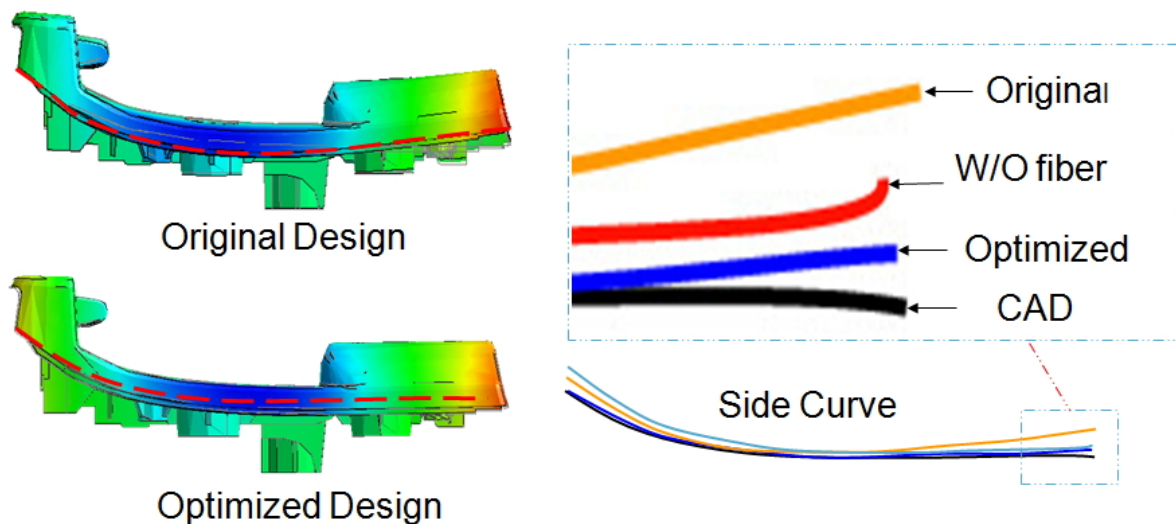 Original Design
Optimized Design
Original
W/O fiber
Optimized
CAD
Side Curve